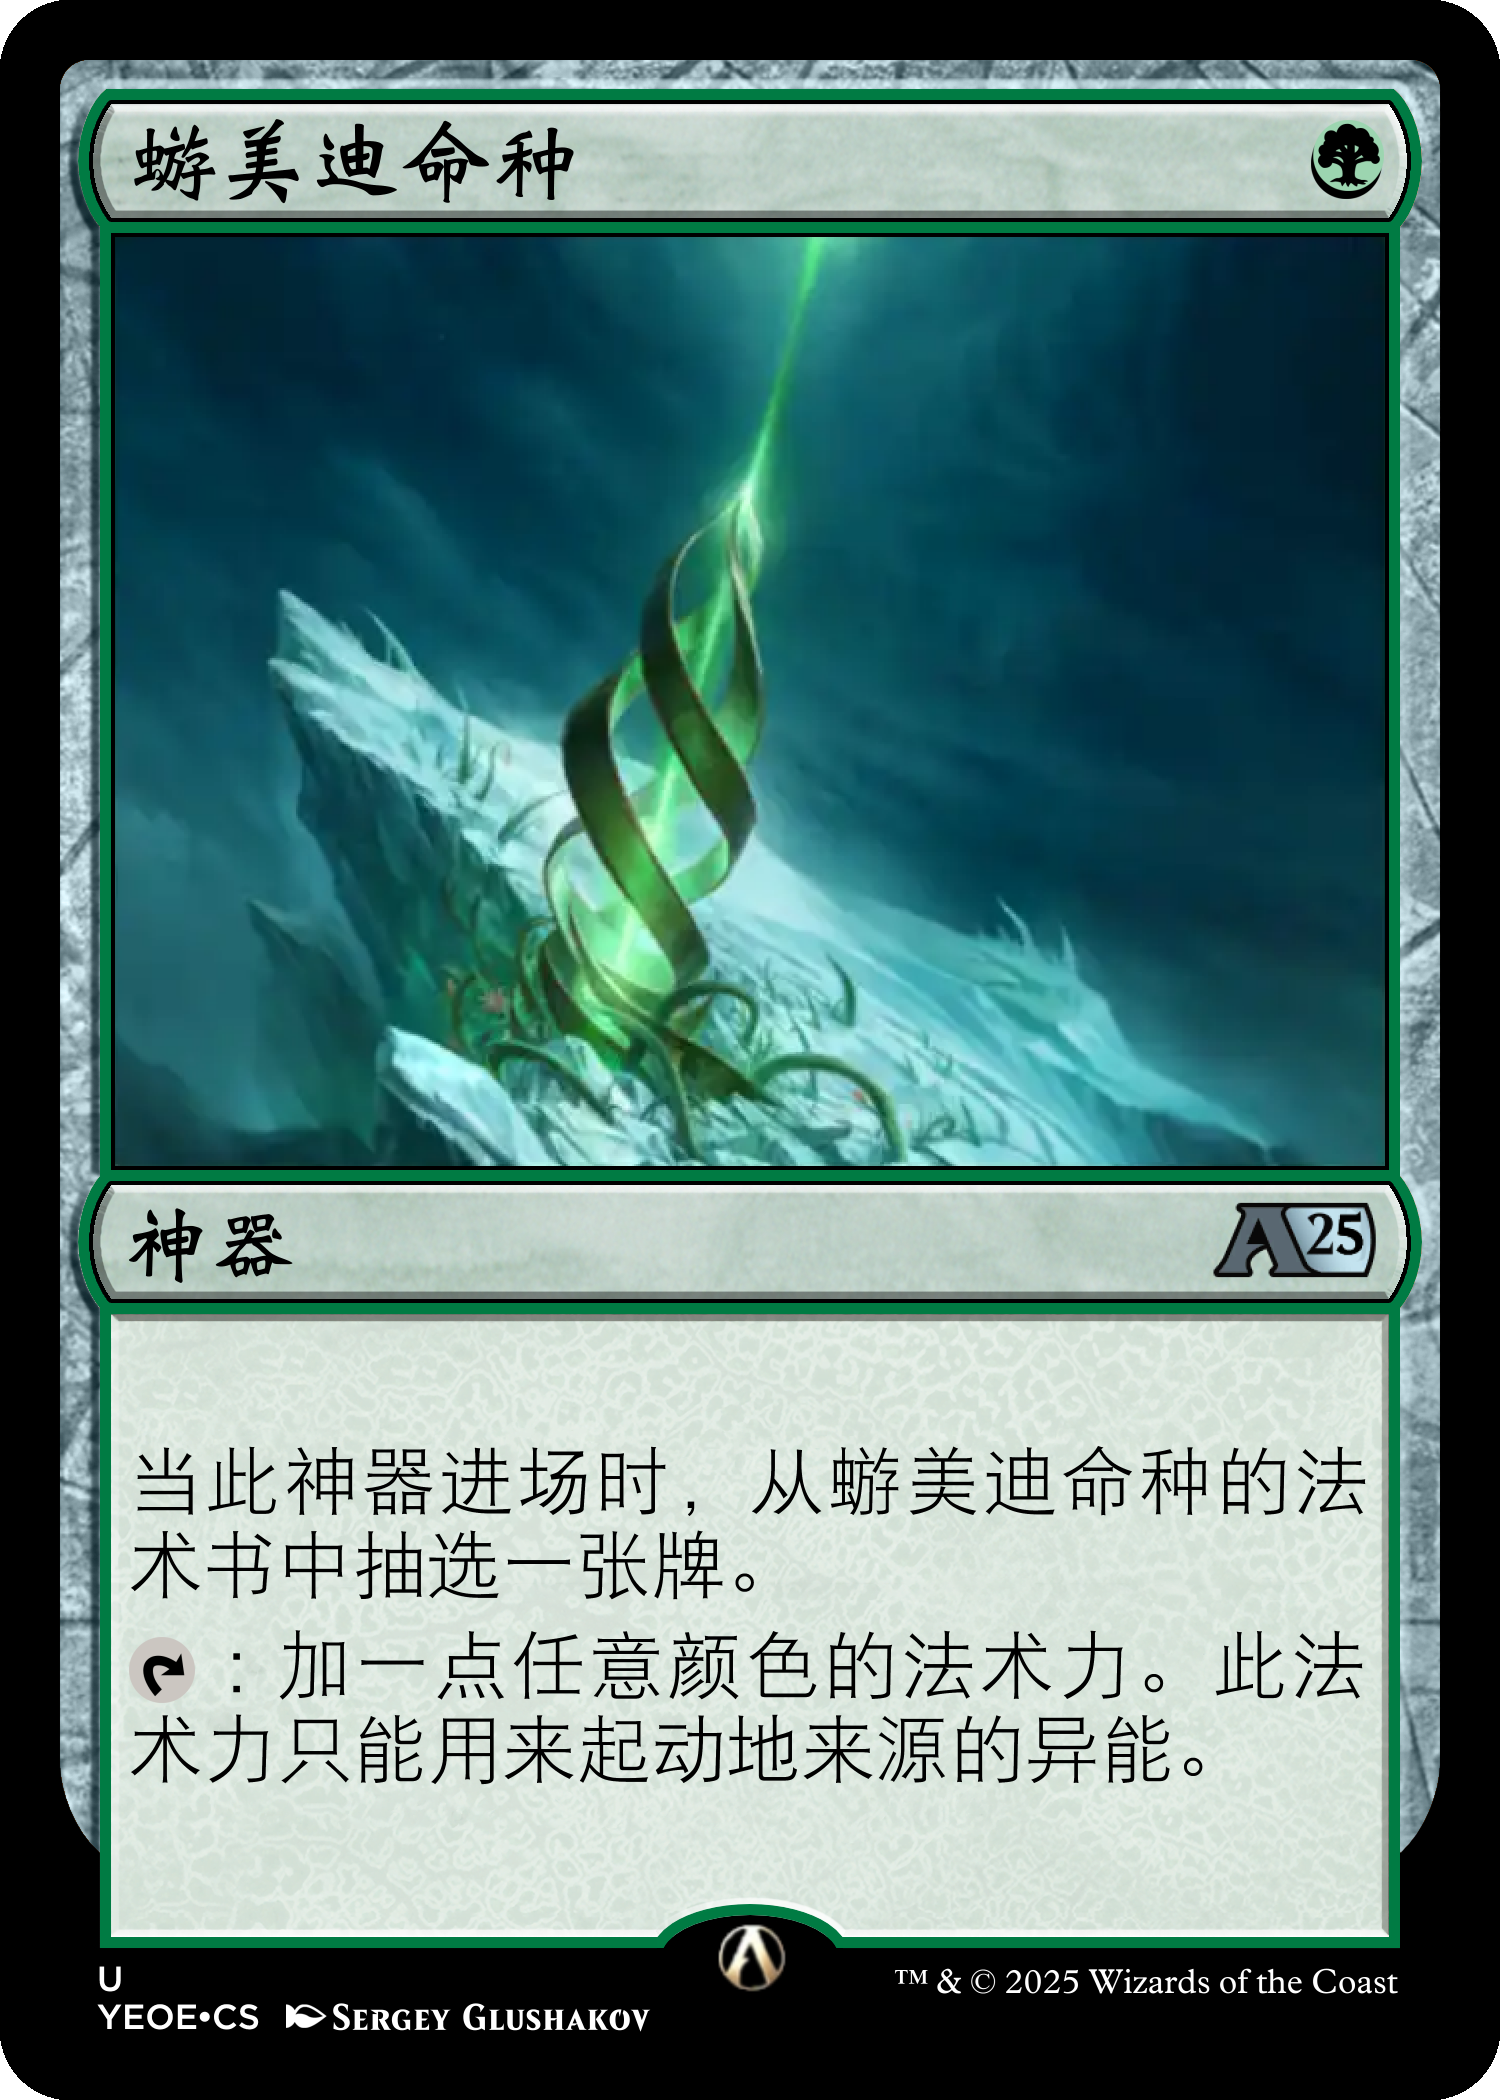 蝣美迪命种
神器
A25
当此神器进场时，从蝣美迪命种的法
术书中抽选一张牌。
：加一点任意颜色的法术力。此法
术力只能用来起动地来源的异能。
U
YEOE•CS SERGEY GLUSHAKOV
™ & © 2025 Wizards of the Coast